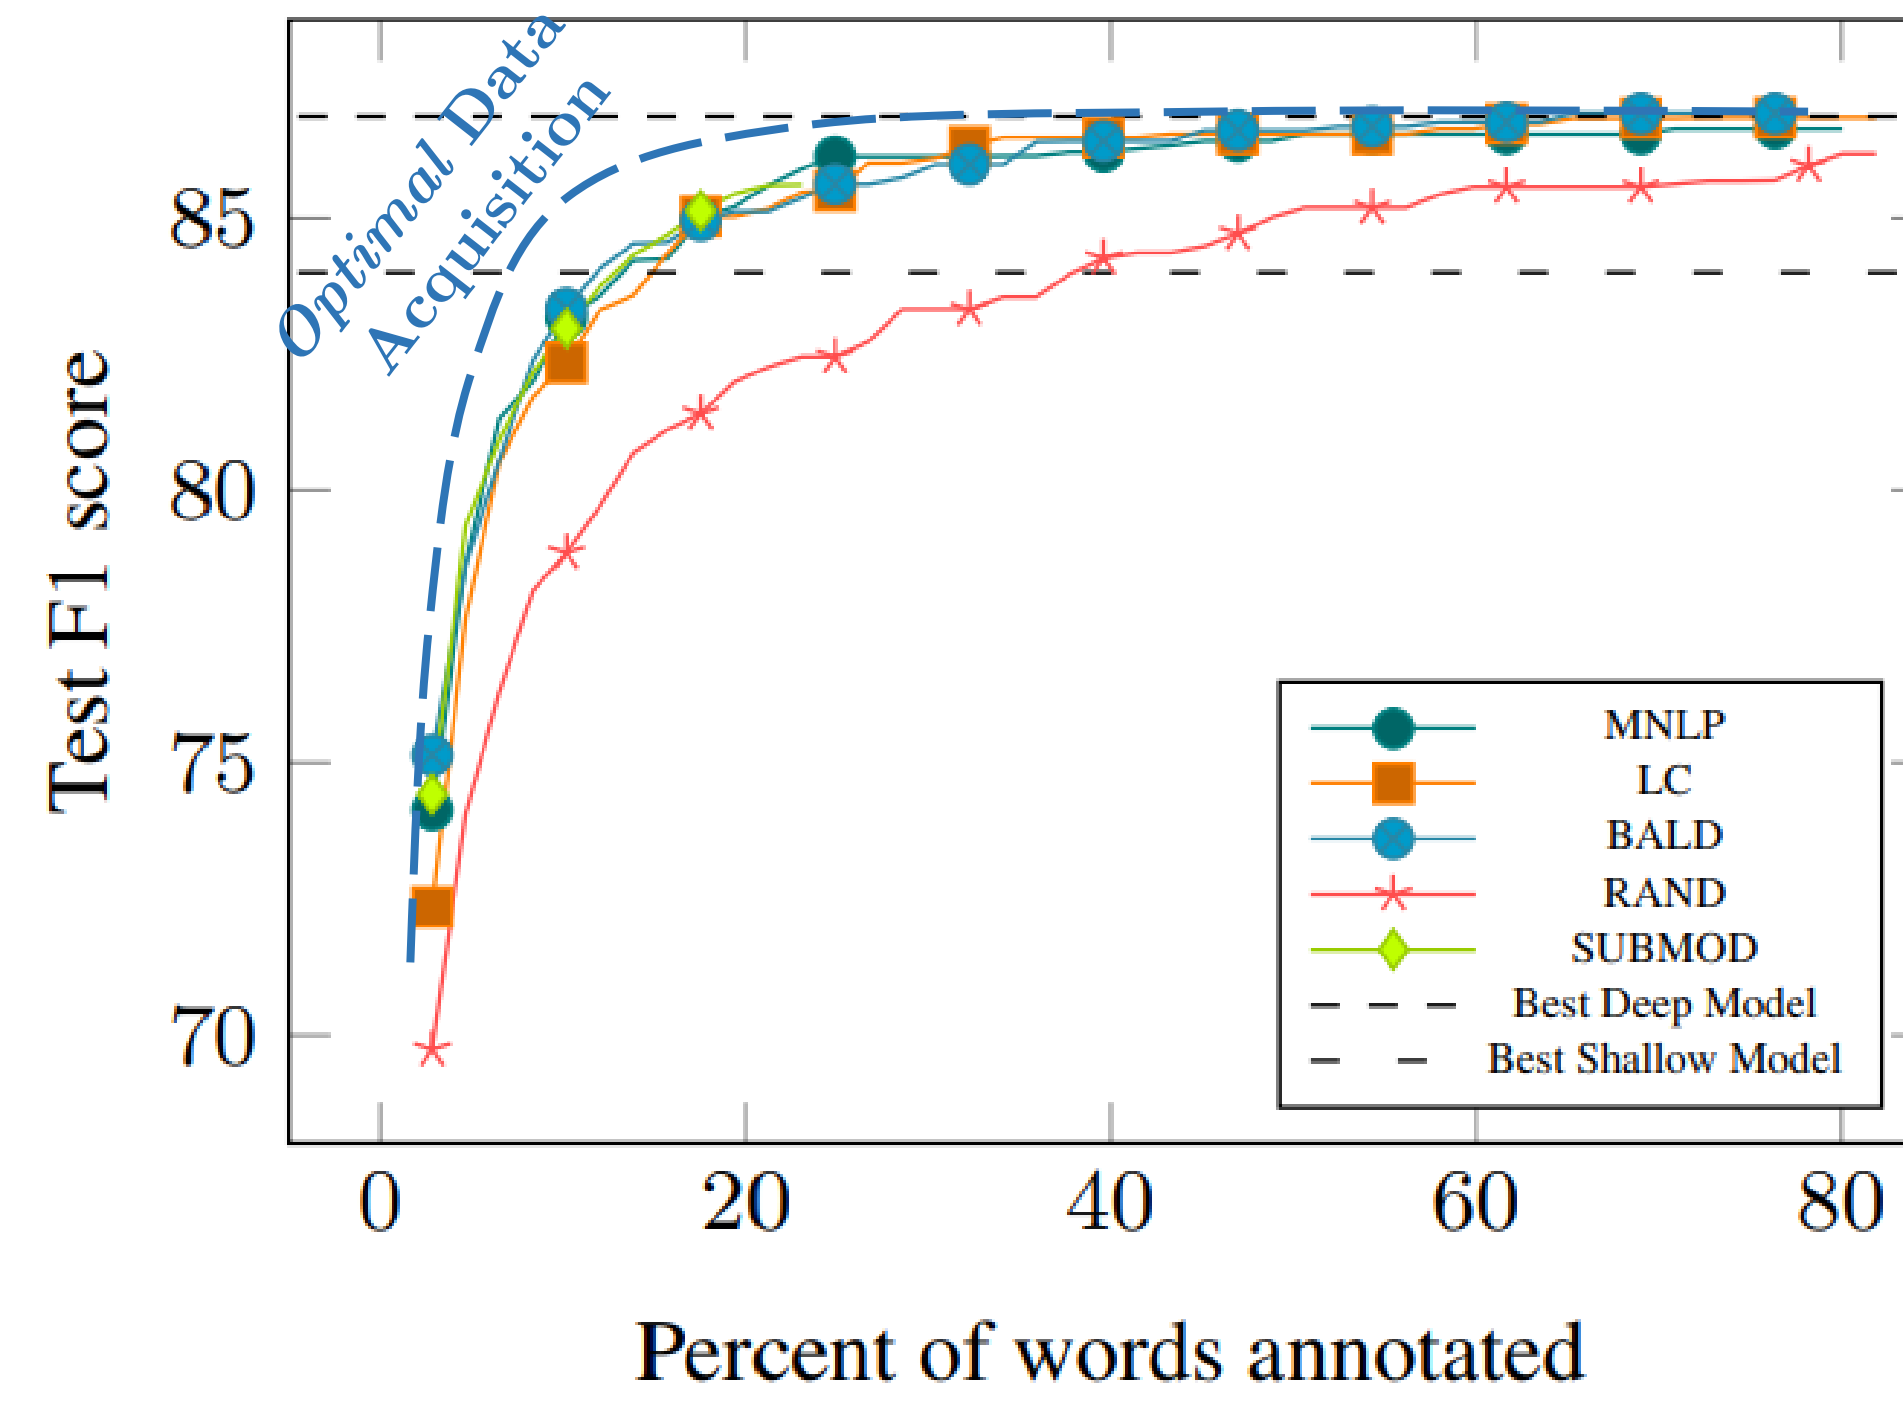 Optimal Data
Acquisition
85
80
75
70
Test F1 score
MNLP
LC
BALD
RAND
SUBMOD
Best Deep Model
Best Shallow Model
0 20 40 60 80
Percent of words annotated